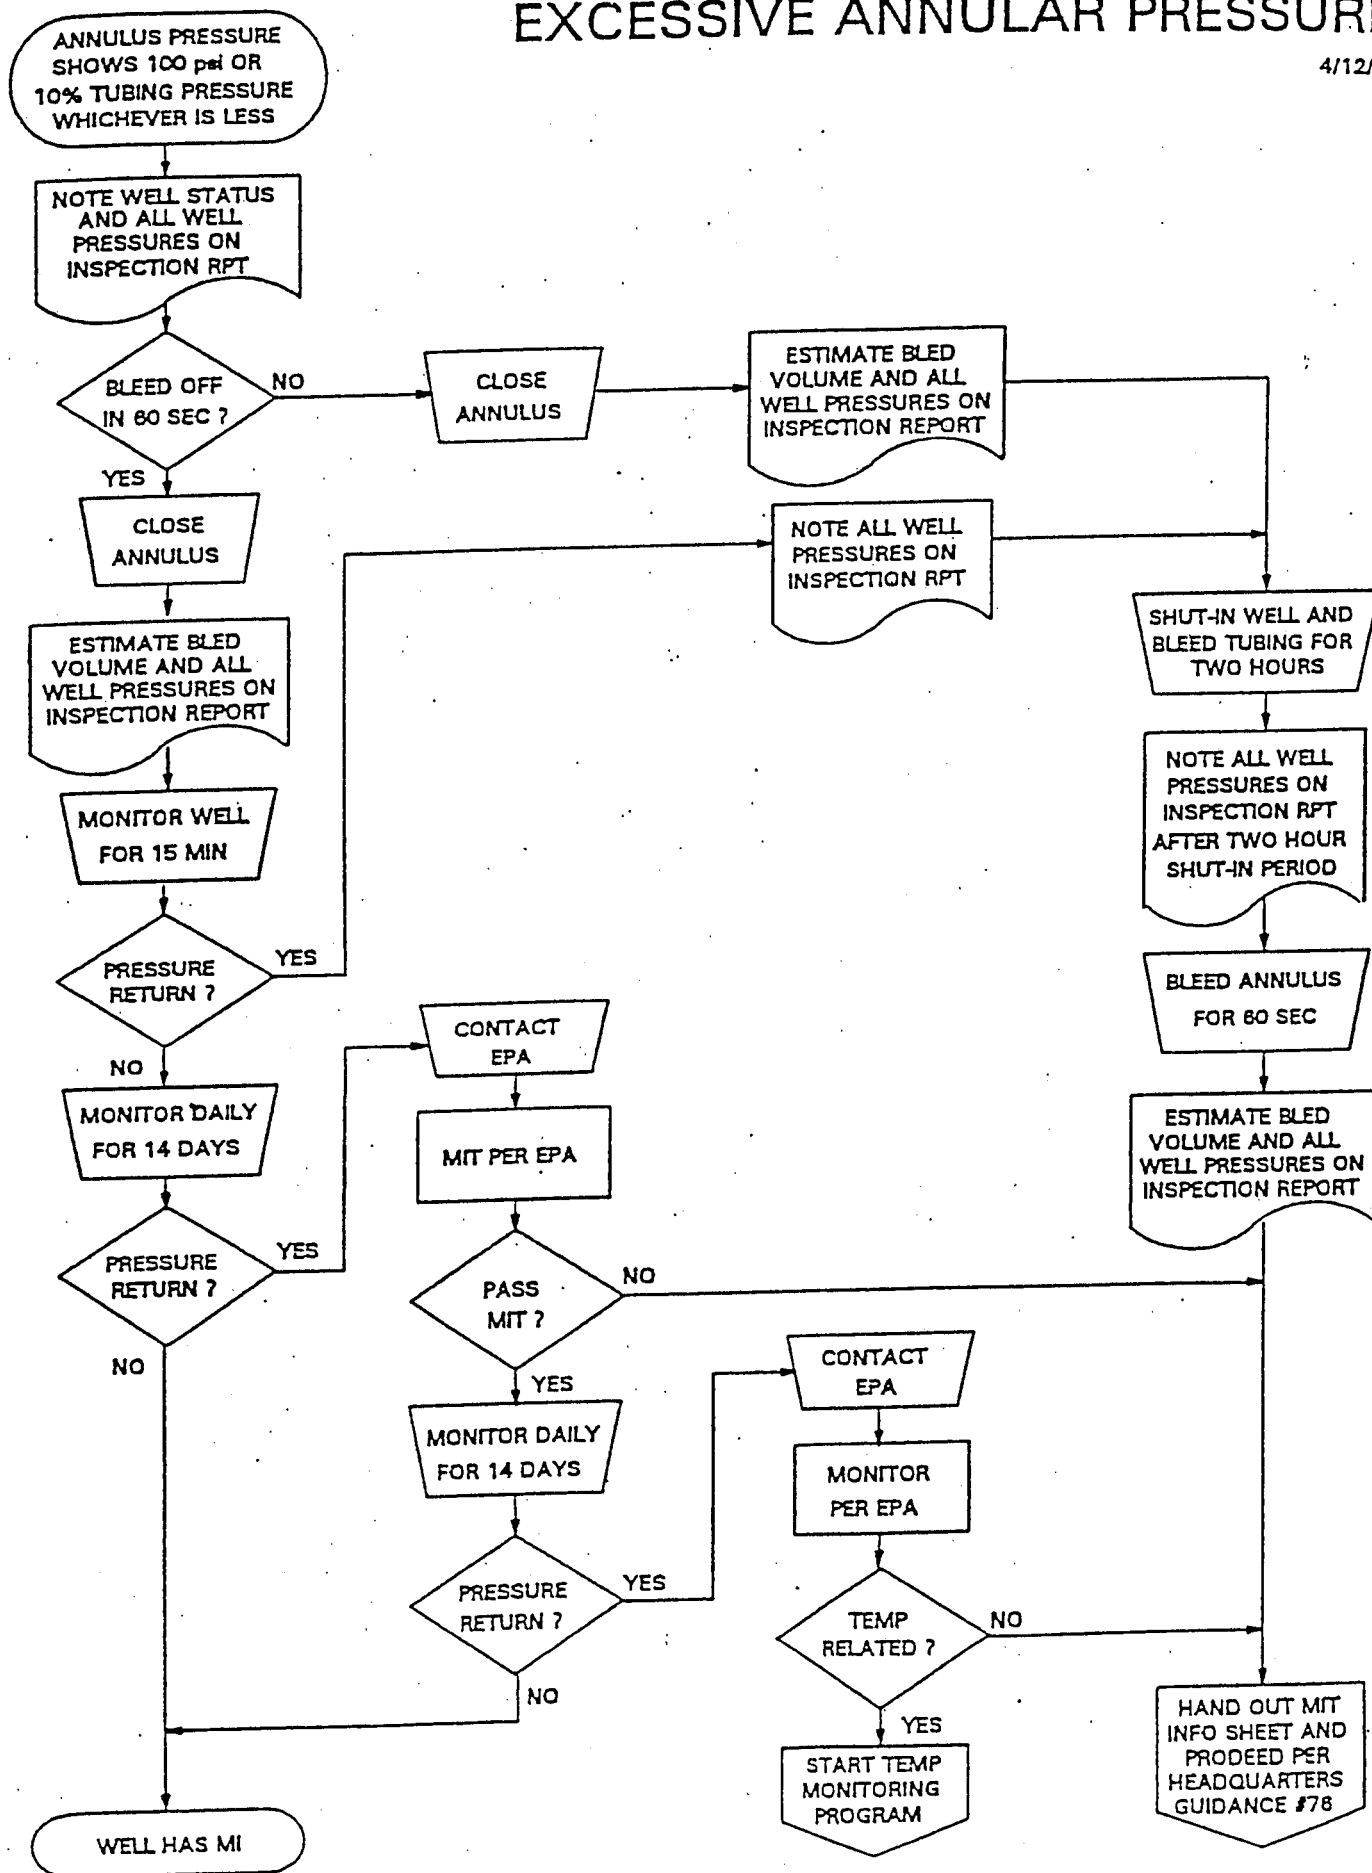 EXCESSIVE ANNULAR PRESSURE
4/12/
ANNULUS PRESSURE
SHOWS 100 psi OR
10% TUBING PRESSURE
WHICHEVER IS LESS
NOTE WELL STATUS
AND ALL WELL
PRESSURES ON
INSPECTION RPT
BLEED OFF
IN 60 SEC ?
NO
CLOSE
ANNULUS
ESTIMATE BLED
VOLUME AND ALL
WELL PRESSURES ON
INSPECTION REPORT
YES
CLOSE
ANNULUS
NOTE ALL WELL
PRESSURES ON
INSPECTION RPT
SHUT-IN WELL AND
BLEED TUBING FOR
TWO HOURS
ESTIMATE BLED
VOLUME AND ALL
WELL PRESSURES ON
INSPECTION REPORT
NOTE ALL WELL
PRESSURES ON
INSPECTION RPT
AFTER TWO HOUR
SHUT-IN PERIOD
MONITOR WELL
FOR 15 MIN
PRESSURE
RETURN ?
YES
BLEED ANNULUS
FOR 60 SEC
CONTACT
EPA
NO
MONITOR DAILY
FOR 14 DAYS
MIT PER EPA
ESTIMATE BLED
VOLUME AND ALL
WELL PRESSURES ON
INSPECTION REPORT
PRESSURE
RETURN ?
YES
PASS
MIT ?
NO
NO
YES
CONTACT
EPA
MONITOR DAILY
FOR 14 DAYS
MONITOR
PER EPA
PRESSURE
RETURN ?
YES
TEMP
RELATED ?
NO
NO
YES
START TEMP
MONITORING
PROGRAM
HAND OUT MIT
INFO SHEET AND
PRODEED PER
HEADQUARTERS
GUIDANCE #76
WELL HAS MI